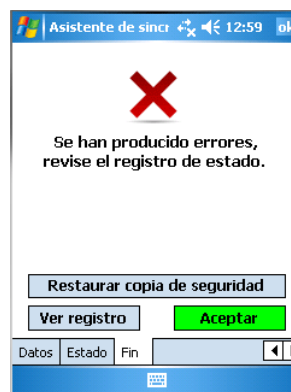 Asistente de sincr 12:59 ok
Se han producido errores,
revise el registro de estado.
Restaurar copia de seguridad
Ver registro Aceptar
Datos Estado Fin